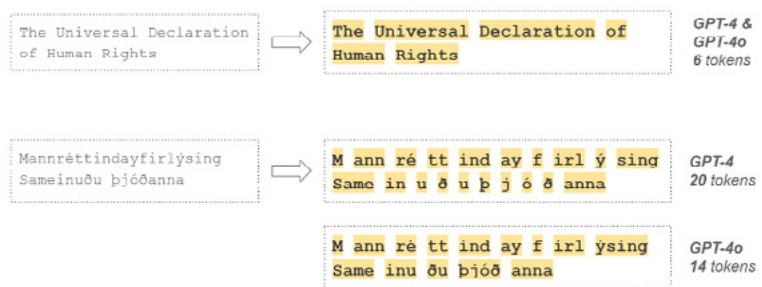 The Universal Declaration
of Human Rights
The Universal Declaration of
Human Rights
GPT-4 &
GPT-4o
6 tokens
Mannréttindayfirlýsing
Sameinuðu þjóðanna
M ann ré tt ind ay f irl ý sing
Same in u ð u þ j ó ð anna
GPT-4
20 tokens
M ann ré tt ind ay f irl ýsing
Same inu ðu þjóð anna
GPT-4o
14 tokens